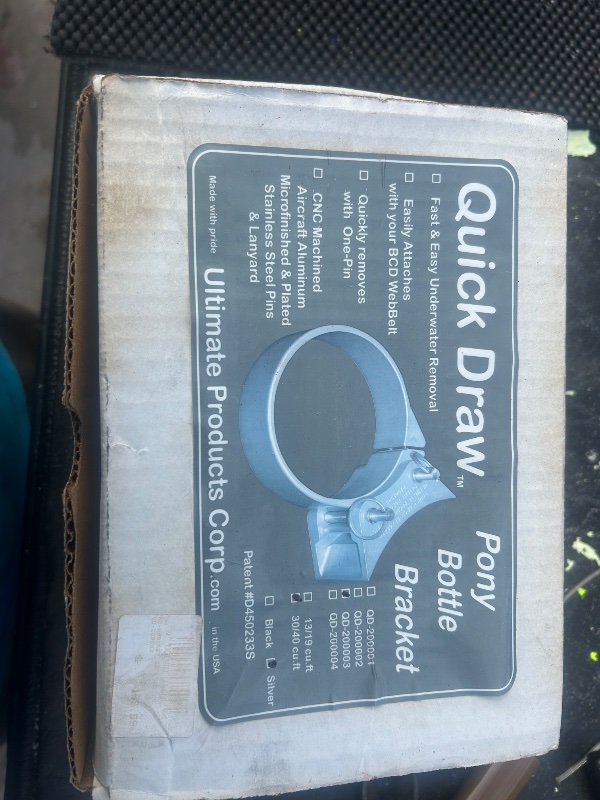 Quick Draw™
Pony
Bottle
Bracket
Fast & Easy Underwater Removal
Easily Attaches
with your BCD WebBelt
Quickly removes
with One-Pin
CNC Machined
Aircraft Aluminum
Microfinished & Plated
Stainless Steel Pins
& Lanyard
QD-200001
QD-200002
QD-200003
QD-200004
13/19 cu.ft
30/40 cu.ft
Black Silver
Patent #D450233S
Made with pride Ultimate Products Corp.com in the USA